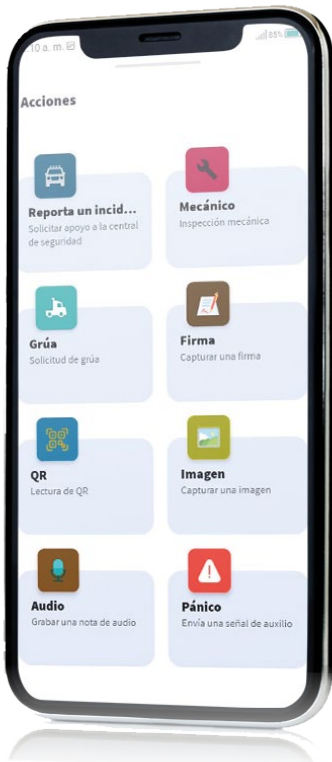 10 a. m.
85%
Acciones
Reporta un incid...
Solicitar apoyo a la central
de seguridad
Mecánico
Inspección mecánica
Grúa
Solicitud de grúa
Firma
Capturar una firma
QR
Lectura de QR
Imagen
Capturar una imagen
Audio
Grabar una nota de audio
Pánico
Envía una señal de auxilio